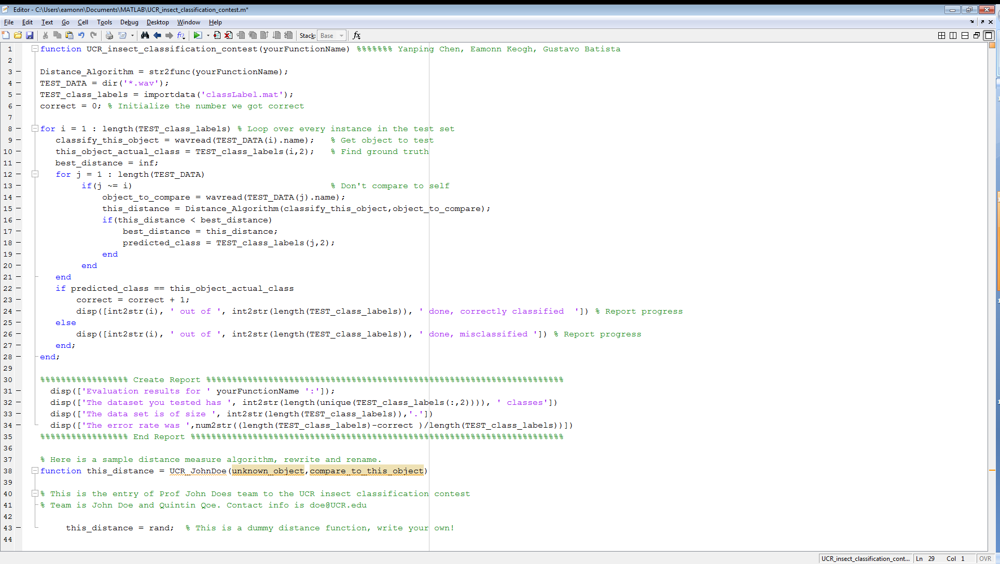 Editor - C:\Users\eamonn\Documents\MATLAB\UCR_insect_classification_contest.m*
File Edit Text Go Cell Tools Debug Desktop Window Help
Stack: Base fx
1 function UCR_insect_classification_contest(yourFunctionName) %%%%%%% Yanping Chen, Eamonn Keogh, Gustavo Batista
2
3 Distance_Algorithm = str2func(yourFunctionName);
4 TEST_DATA = dir('*.wav');
5 TEST_class_labels = importdata('classLabel.mat');
6 correct = 0; % Initialize the number we got correct
7
8 for i = 1 : length(TEST_class_labels) % Loop over every instance in the test set
9 classify_this_object = wavread(TEST_DATA(i).name); % Get object to test
10 this_object_actual_class = TEST_class_labels(i,2); % Find ground truth
11 best_distance = inf;
12 for j = 1 : length(TEST_DATA)
13 if(j ~= i) % Don't compare to self
14 object_to_compare = wavread(TEST_DATA(j).name);
15 this_distance = Distance_Algorithm(classify_this_object,object_to_compare);
16 if(this_distance < best_distance)
17 best_distance = this_distance;
18 predicted_class = TEST_class_labels(j,2);
19 end
20 end
21 end
22 if predicted_class == this_object_actual_class
23 correct = correct + 1;
24 disp([int2str(i), ' out of ', int2str(length(TEST_class_labels)), ' done, correctly classified  ']) % Report progress
25 else
26 disp([int2str(i), ' out of ', int2str(length(TEST_class_labels)), ' done, misclassified ']) % Report progress
27 end;
28 end;
29
30 %%%%%%%%%%%%%%%%% Create Report %%%%%%%%%%%%%%%%%%%%%%%%%%%%%%%%%%%%%%%%%%%%%%%%%%%%%%%%%%%%%%%%%%%%%
31 disp(['Evaluation results for ' yourFunctionName ':']);
32 disp(['The dataset you tested has ', int2str(length(unique(TEST_class_labels(:,2)))), ' classes'])
33 disp(['The data set is of size ', int2str(length(TEST_class_labels)),'.'])
34 disp(['The error rate was ',num2str((length(TEST_class_labels)-correct )/length(TEST_class_labels))])
35 %%%%%%%%%%%%%%%%% End Report %%%%%%%%%%%%%%%%%%%%%%%%%%%%%%%%%%%%%%%%%%%%%%%%%%%%%%%%%%%%%%%%%%%%%%%%
36
37 % Here is a sample distance measure algorithm, rewrite and rename.
38 function this_distance = UCR_JohnDoe(unknown_object,compare_to_this_object)
39
40 % This is the entry of Prof John Does team to the UCR insect classification contest
41 % Team is John Doe and Quintin Qoe. Contact info is doe@UCR.edu
42
43 this_distance = rand; % This is a dummy distance function, write your own!
44
UCR_insect_classification_cont... Ln 29 Col 1 OVR